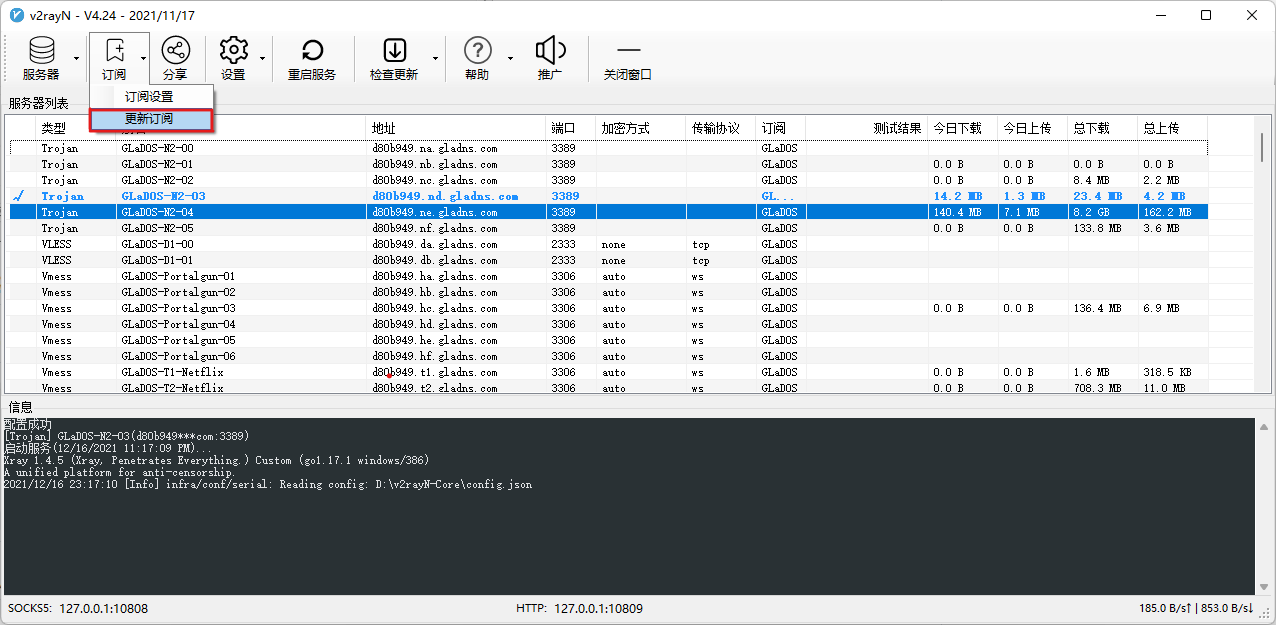 v2rayN - V4.24 - 2021/11/17
服务器 订阅 分享 设置 重启服务 检查更新 帮助 推广 关闭窗口
订阅设置
更新订阅
服务器列表
类型 地址 端口 加密方式 传输协议 订阅 测试结果 今日下载 今日上传 总下载 总上传
Trojan GLaDOS-N2-00 d80b949.na.gladns.com 3389 GLaDOS
Trojan GLaDOS-N2-01 d80b949.nb.gladns.com 3389 GLaDOS 0.0 B 0.0 B 0.0 B 0.0 B
Trojan GLaDOS-N2-02 d80b949.nc.gladns.com 3389 GLaDOS 0.0 B 0.0 B 8.4 MB 2.2 MB
Trojan GLaDOS-N2-03 d80b949.nd.gladns.com 3389 GL... 14.2 MB 1.3 MB 23.4 MB 4.2 MB
Trojan GLaDOS-N2-04 d80b949.ne.gladns.com 3389 GLaDOS 140.4 MB 7.1 MB 8.2 GB 162.2 MB
Trojan GLaDOS-N2-05 d80b949.nf.gladns.com 3389 GLaDOS 0.0 B 0.0 B 133.8 MB 3.6 MB
VLESS GLaDOS-D1-00 d80b949.da.gladns.com 2333 none tcp GLaDOS
VLESS GLaDOS-D1-01 d80b949.db.gladns.com 2333 none tcp GLaDOS
Vmess GLaDOS-Portalgun-01 d80b949.ha.gladns.com 3306 auto ws GLaDOS
Vmess GLaDOS-Portalgun-02 d80b949.hb.gladns.com 3306 auto ws GLaDOS
Vmess GLaDOS-Portalgun-03 d80b949.hc.gladns.com 3306 auto ws GLaDOS 0.0 B 0.0 B 136.4 MB 6.9 MB
Vmess GLaDOS-Portalgun-04 d80b949.hd.gladns.com 3306 auto ws GLaDOS
Vmess GLaDOS-Portalgun-05 d80b949.he.gladns.com 3306 auto ws GLaDOS
Vmess GLaDOS-Portalgun-06 d80b949.hf.gladns.com 3306 auto ws GLaDOS
Vmess GLaDOS-T1-Netflix d80b949.t1.gladns.com 3306 auto ws GLaDOS 0.0 B 0.0 B 1.6 MB 318.5 KB
Vmess GLaDOS-T2-Netflix d80b949.t2.gladns.com 3306 auto ws GLaDOS 0.0 B 0.0 B 708.3 MB 11.0 MB
信息
配置成功
[Trojan] GLaDOS-N2-03(d80b949***com:3389)
启动服务(12/16/2021 11:17:09 PM)...
Xray 1.4.5 (Xray, Penetrates Everything.) Custom (go1.17.1 windows/386)
A unified platform for anti-censorship.
2021/12/16 23:17:10 [Info] infra/conf/serial: Reading config: D:\v2rayN-Core\config.json
SOCKS5: 127.0.0.1:10808 HTTP: 127.0.0.1:10809 185.0 B/s↑ | 853.0 B/s↓